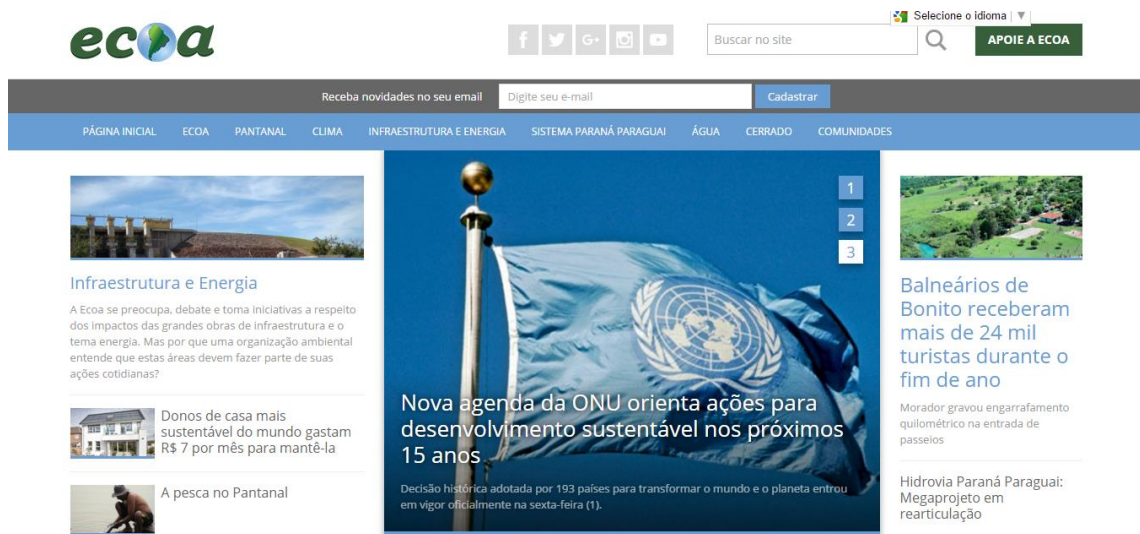 Selecione o idioma
ecoa
f G+
Buscar no site
APOIE A ECOA
Receba novidades no seu email
Digite seu e-mail
Cadastrar
PÁGINA INICIAL ECOA PANTANAL CLIMA INFRAESTRUTURA E ENERGIA SISTEMA PARANÁ PARAGUAI ÁGUA CERRADO COMUNIDADES
Infraestrutura e Energia
A Ecoa se preocupa, debate e toma iniciativas a respeito
dos impactos das grandes obras de infraestrutura e o
tema energia. Mas por que uma organização ambiental
entende que estas áreas devem fazer parte de suas
ações cotidianas?
Donos de casa mais
sustentável do mundo gastam
R$ 7 por mês para mantê-la
A pesca no Pantanal
1
2
3
Nova agenda da ONU orienta ações para
desenvolvimento sustentável nos próximos
15 anos
Decisão histórica adotada por 193 países para transformar o mundo e o planeta entrou
em vigor oficialmente na sexta-feira (1).
Balneários de
Bonito receberam
mais de 24 mil
turistas durante o
fim de ano
Morador gravou engarrafamento
quilométrico na entrada de
passeios
Hidrovia Paraná Paraguai:
Megaprojeto em
rearticulação